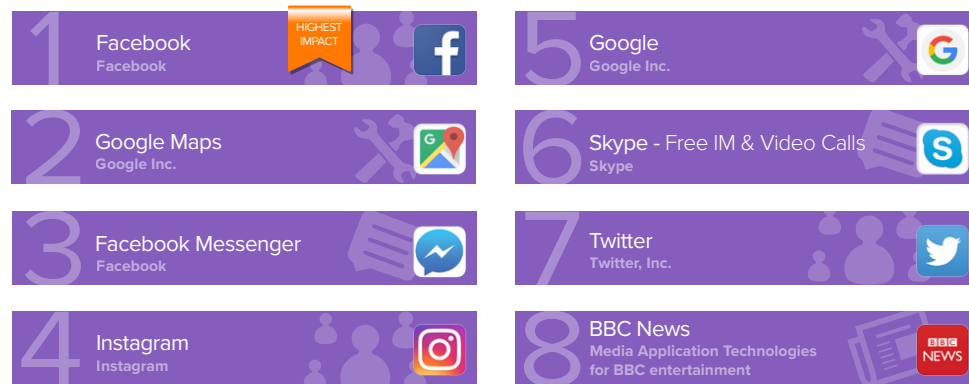 1
Facebook
Facebook
HIGHEST
IMPACT
f
2
Google Maps
Google Inc.
G
3
Facebook Messenger
Facebook
4
Instagram
Instagram
5
Google
Google Inc.
G
6
Skype - Free IM & Video Calls
Skype
S
7
Twitter
Twitter, Inc.
8
BBC News
Media Application Technologies
for BBC entertainment
BBC
NEWS